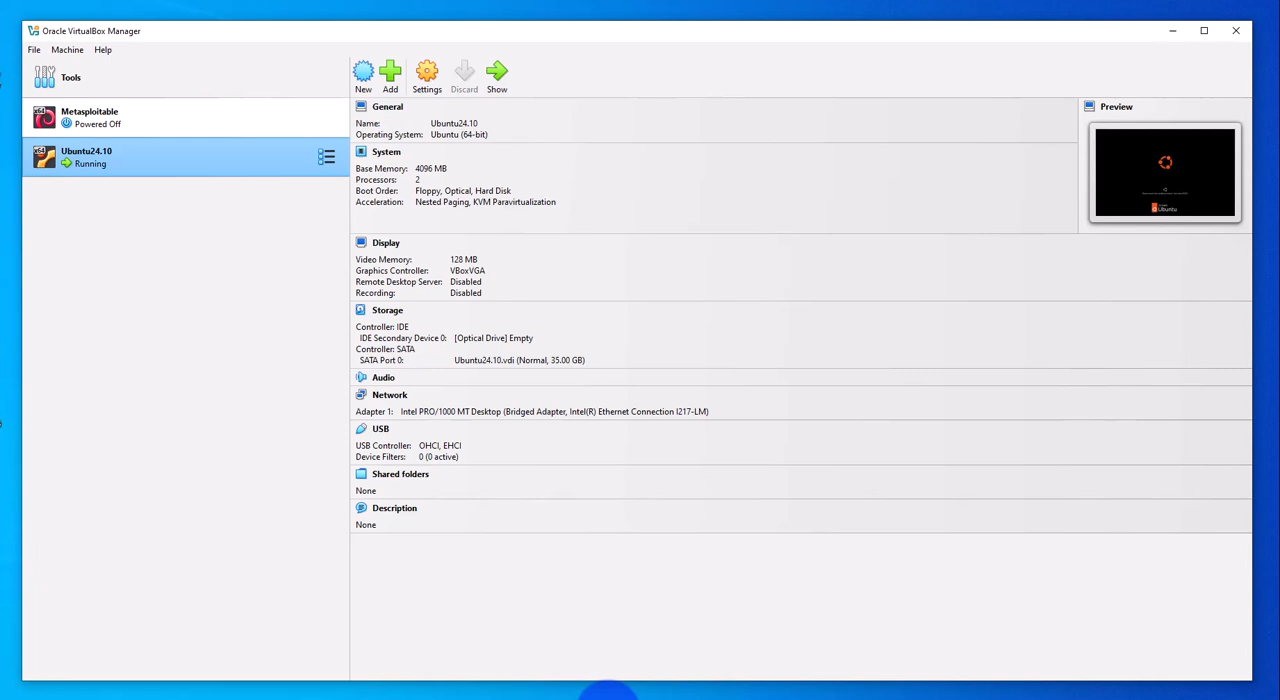 Oracle VirtualBox Manager
File Machine Help
Tools
New Add Settings Discard Show
Metasploitable
Powered Off
Ubuntu24.10
Running
General
Name: Ubuntu24.10
Operating System: Ubuntu (64-bit)
System
Base Memory: 4096 MB
Processors: 2
Boot Order: Floppy, Optical, Hard Disk
Acceleration: Nested Paging, KVM Paravirtualization
Preview
Ubuntu
Display
Video Memory: 128 MB
Graphics Controller: VBoxVGA
Remote Desktop Server: Disabled
Recording: Disabled
Storage
Controller: IDE
IDE Secondary Device 0: [Optical Drive] Empty
Controller: SATA
SATA Port 0: Ubuntu24.10.vdi (Normal, 35.00 GB)
Audio
Network
Adapter 1: Intel PRO/1000 MT Desktop (Bridged Adapter, Intel(R) Ethernet Connection I217-LM)
USB
USB Controller: OHCI, EHCI
Device Filters: 0 (0 active)
Shared folders
None
Description
None